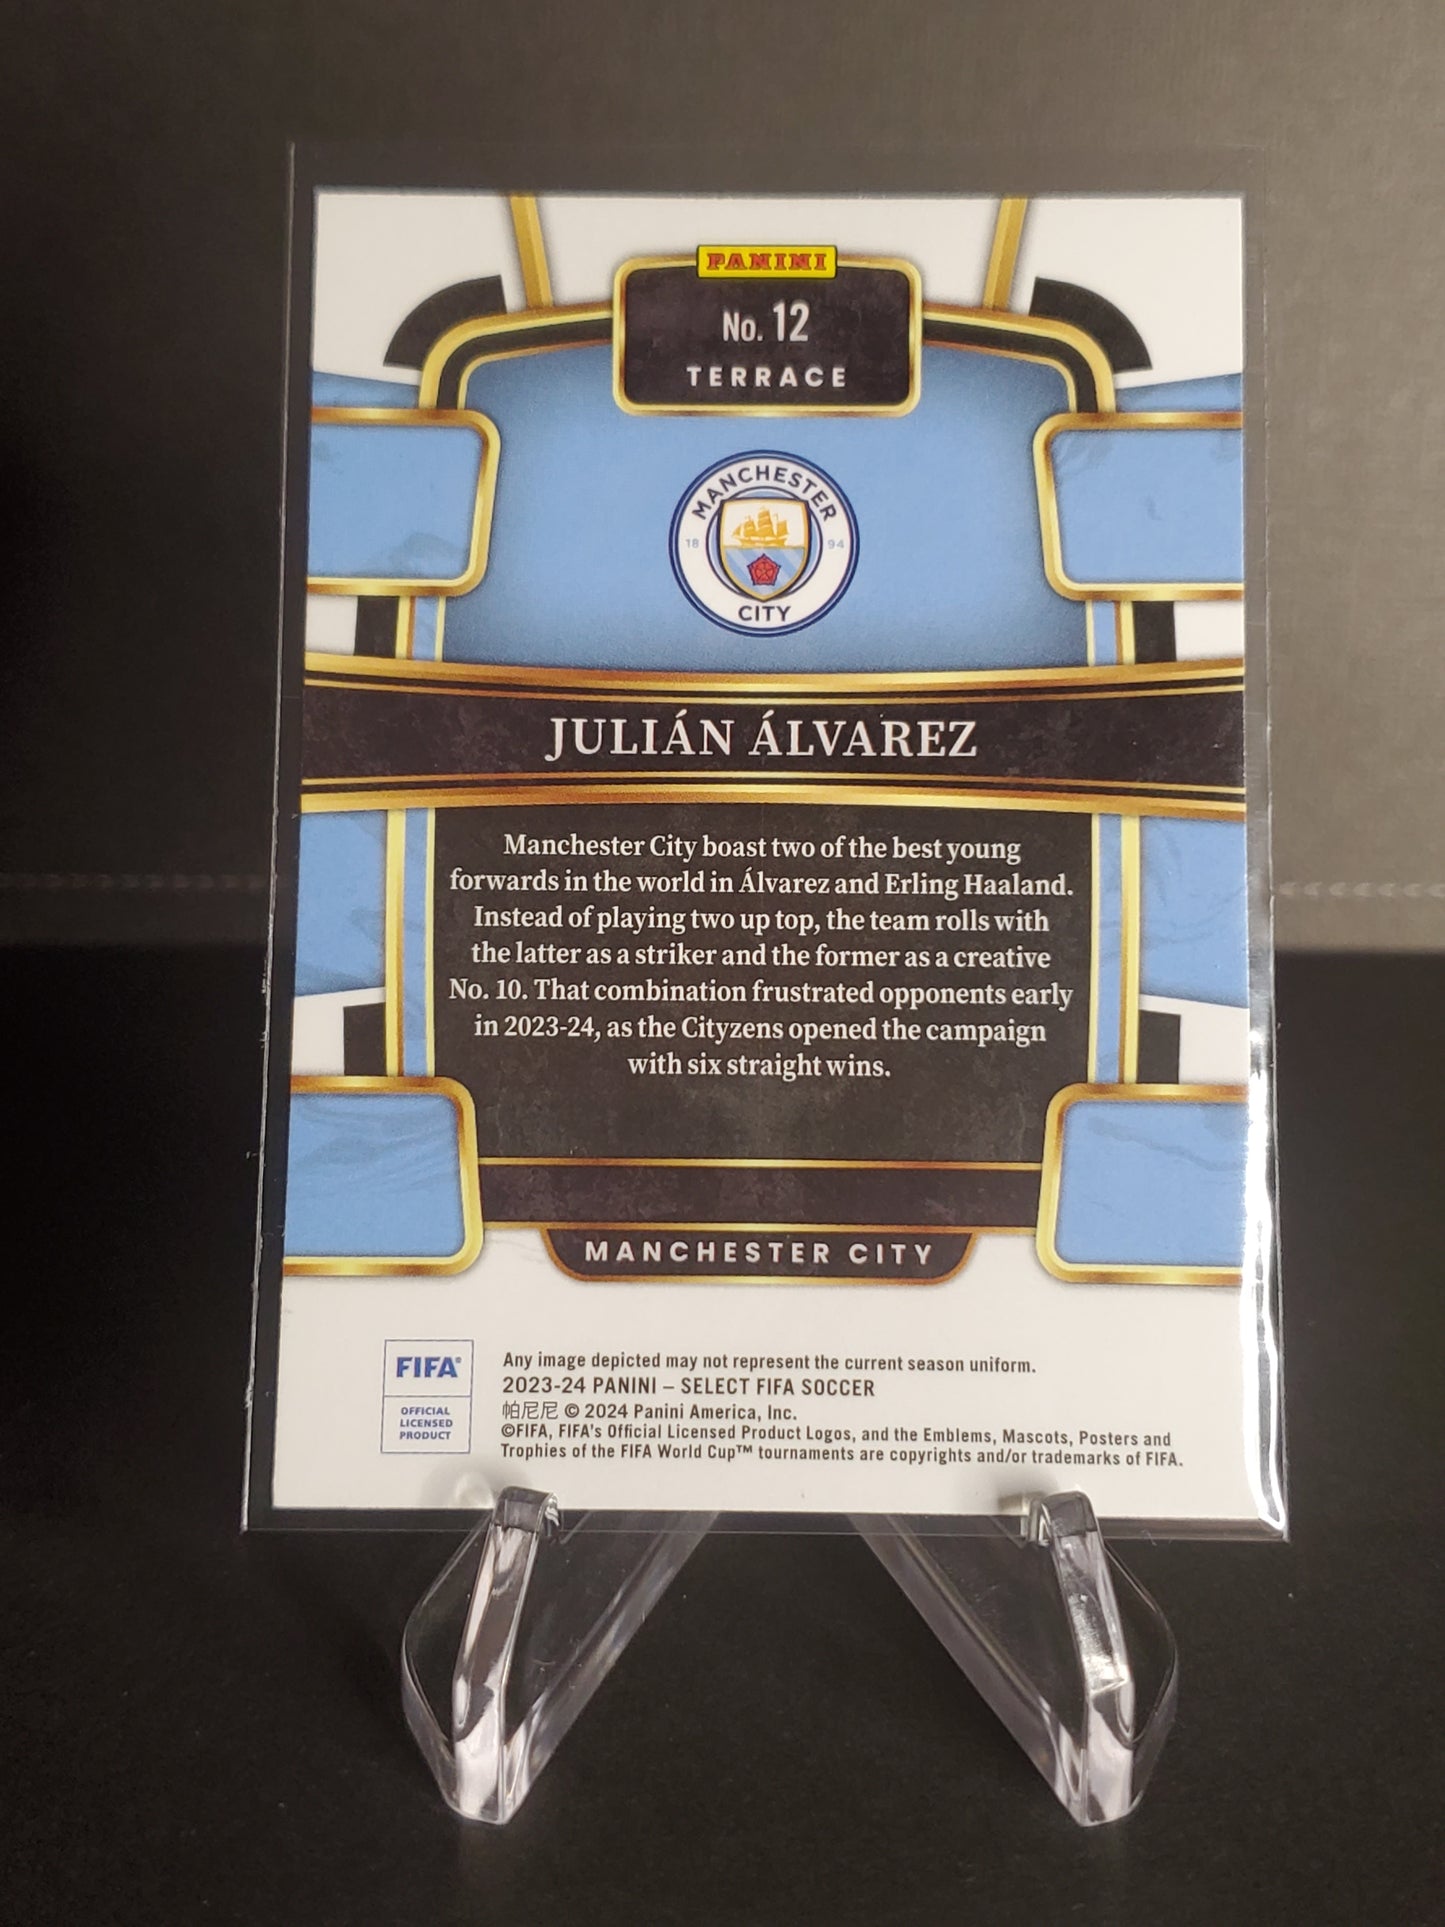 PANINI
No. 12
TERRACE
MANCHESTER
18 94
CITY
JULIÁN ÁLVAREZ
Manchester City boast two of the best young
forwards in the world in Álvarez and Erling Haaland.
Instead of playing two up top, the team rolls with
the latter as a striker and the former as a creative
No. 10. That combination frustrated opponents early
in 2023-24, as the Cityzens opened the campaign
with six straight wins.
MANCHESTER CITY
FIFA®
OFFICIAL
LICENSED
PRODUCT
Any image depicted may not represent the current season uniform.
2023-24 PANINI – SELECT FIFA SOCCER
帕尼尼 © 2024 Panini America, Inc.
©FIFA, FIFA's Official Licensed Product Logos, and the Emblems, Mascots, Posters and
Trophies of the FIFA World Cup™ tournaments are copyrights and/or trademarks of FIFA.